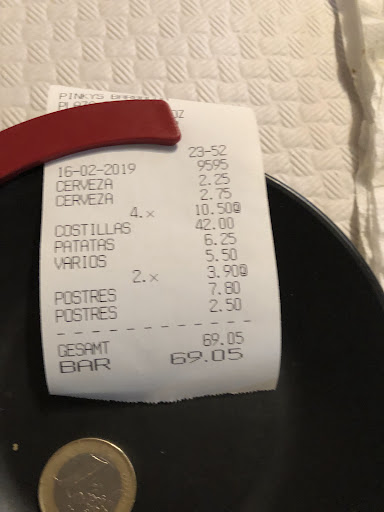 PINKYS
23-52
16-02-2019 9595
CERVEZA 2.25
CERVEZA 2.75
4.x 10.50@
COSTILLAS 42.00
PATATAS 6.25
VARIOS 5.50
2.x 3.90@
POSTRES 7.80
POSTRES 2.50
GESAMT 69.05
BAR 69.05